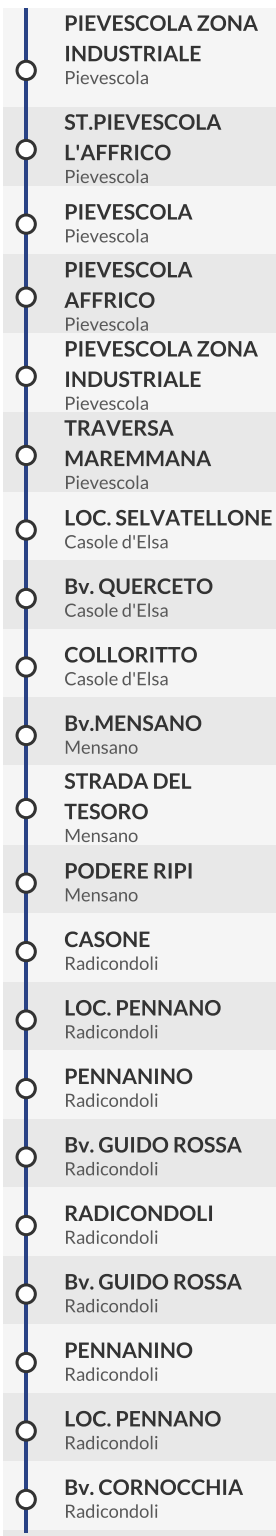 PIEVESCOLA ZONA
INDUSTRIALE
Pievescola
ST.PIEVESCOLA
L'AFFRICO
Pievescola
PIEVESCOLA
Pievescola
PIEVESCOLA
AFFRICO
Pievescola
PIEVESCOLA ZONA
INDUSTRIALE
Pievescola
TRAVERSA
MAREMMANA
Pievescola
LOC. SELVATELLONE
Casole d'Elsa
Bv. QUERCETO
Casole d'Elsa
COLLORITTO
Casole d'Elsa
Bv.MENSANO
Mensano
STRADA DEL
TESORO
Mensano
PODERE RIPI
Mensano
CASONE
Radicondoli
LOC. PENNANO
Radicondoli
PENNANINO
Radicondoli
Bv. GUIDO ROSSA
Radicondoli
RADICONDOLI
Radicondoli
Bv. GUIDO ROSSA
Radicondoli
PENNANINO
Radicondoli
LOC. PENNANO
Radicondoli
Bv. CORNOCCHIA
Radicondoli